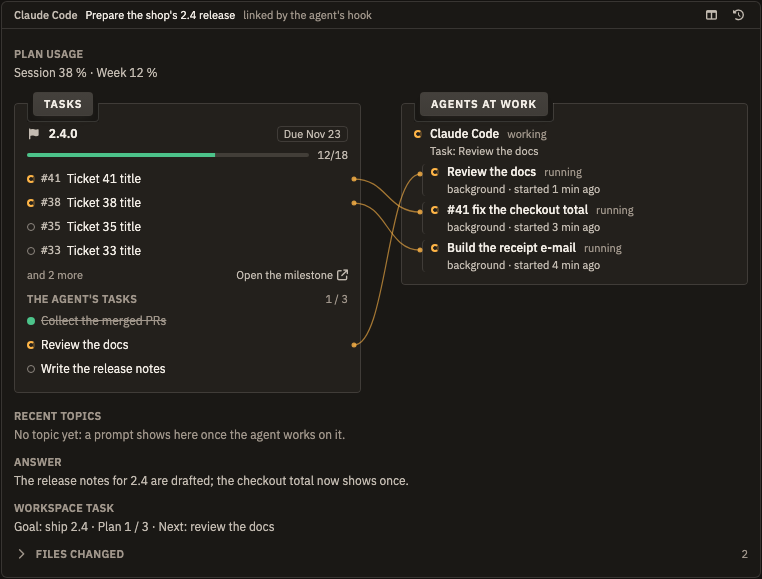 Claude Code Prepare the shop's 2.4 release linked by the agent's hook
PLAN USAGE
Session 38 % · Week 12 %
TASKS
2.4.0 Due Nov 23
12/18
#41 Ticket 41 title
#38 Ticket 38 title
#35 Ticket 35 title
#33 Ticket 33 title
and 2 more Open the milestone
THE AGENT'S TASKS 1 / 3
Collect the merged PRs
Review the docs
Write the release notes
AGENTS AT WORK
Claude Code working
Task: Review the docs
Review the docs running
background · started 1 min ago
#41 fix the checkout total running
background · started 3 min ago
Build the receipt e-mail running
background · started 4 min ago
RECENT TOPICS
No topic yet: a prompt shows here once the agent works on it.
ANSWER
The release notes for 2.4 are drafted; the checkout total now shows once.
WORKSPACE TASK
Goal: ship 2.4 · Plan 1 / 3 · Next: review the docs
FILES CHANGED 2